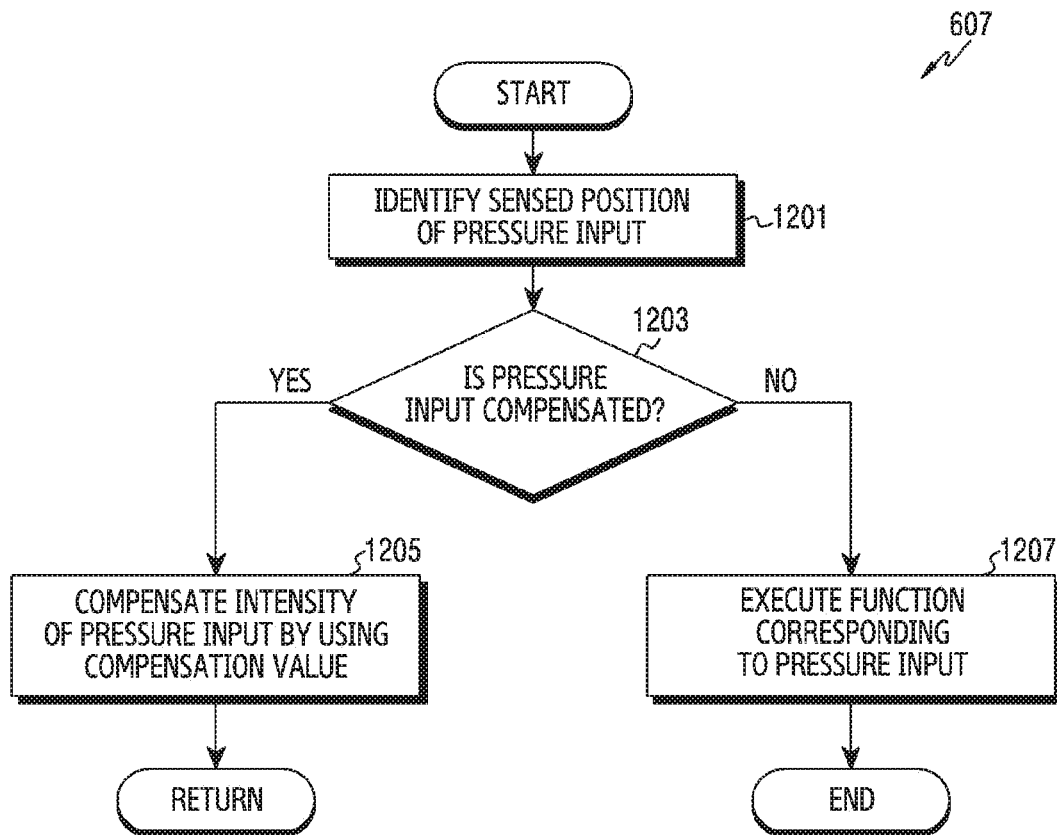 607
START
IDENTIFY SENSED POSITION
OF PRESSURE INPUT
1201
1203
YES
IS PRESSURE
INPUT COMPENSATED?
NO
1205
COMPENSATE INTENSITY
OF PRESSURE INPUT BY USING
COMPENSATION VALUE
1207
EXECUTE FUNCTION
CORRESPONDING
TO PRESSURE INPUT
RETURN
END